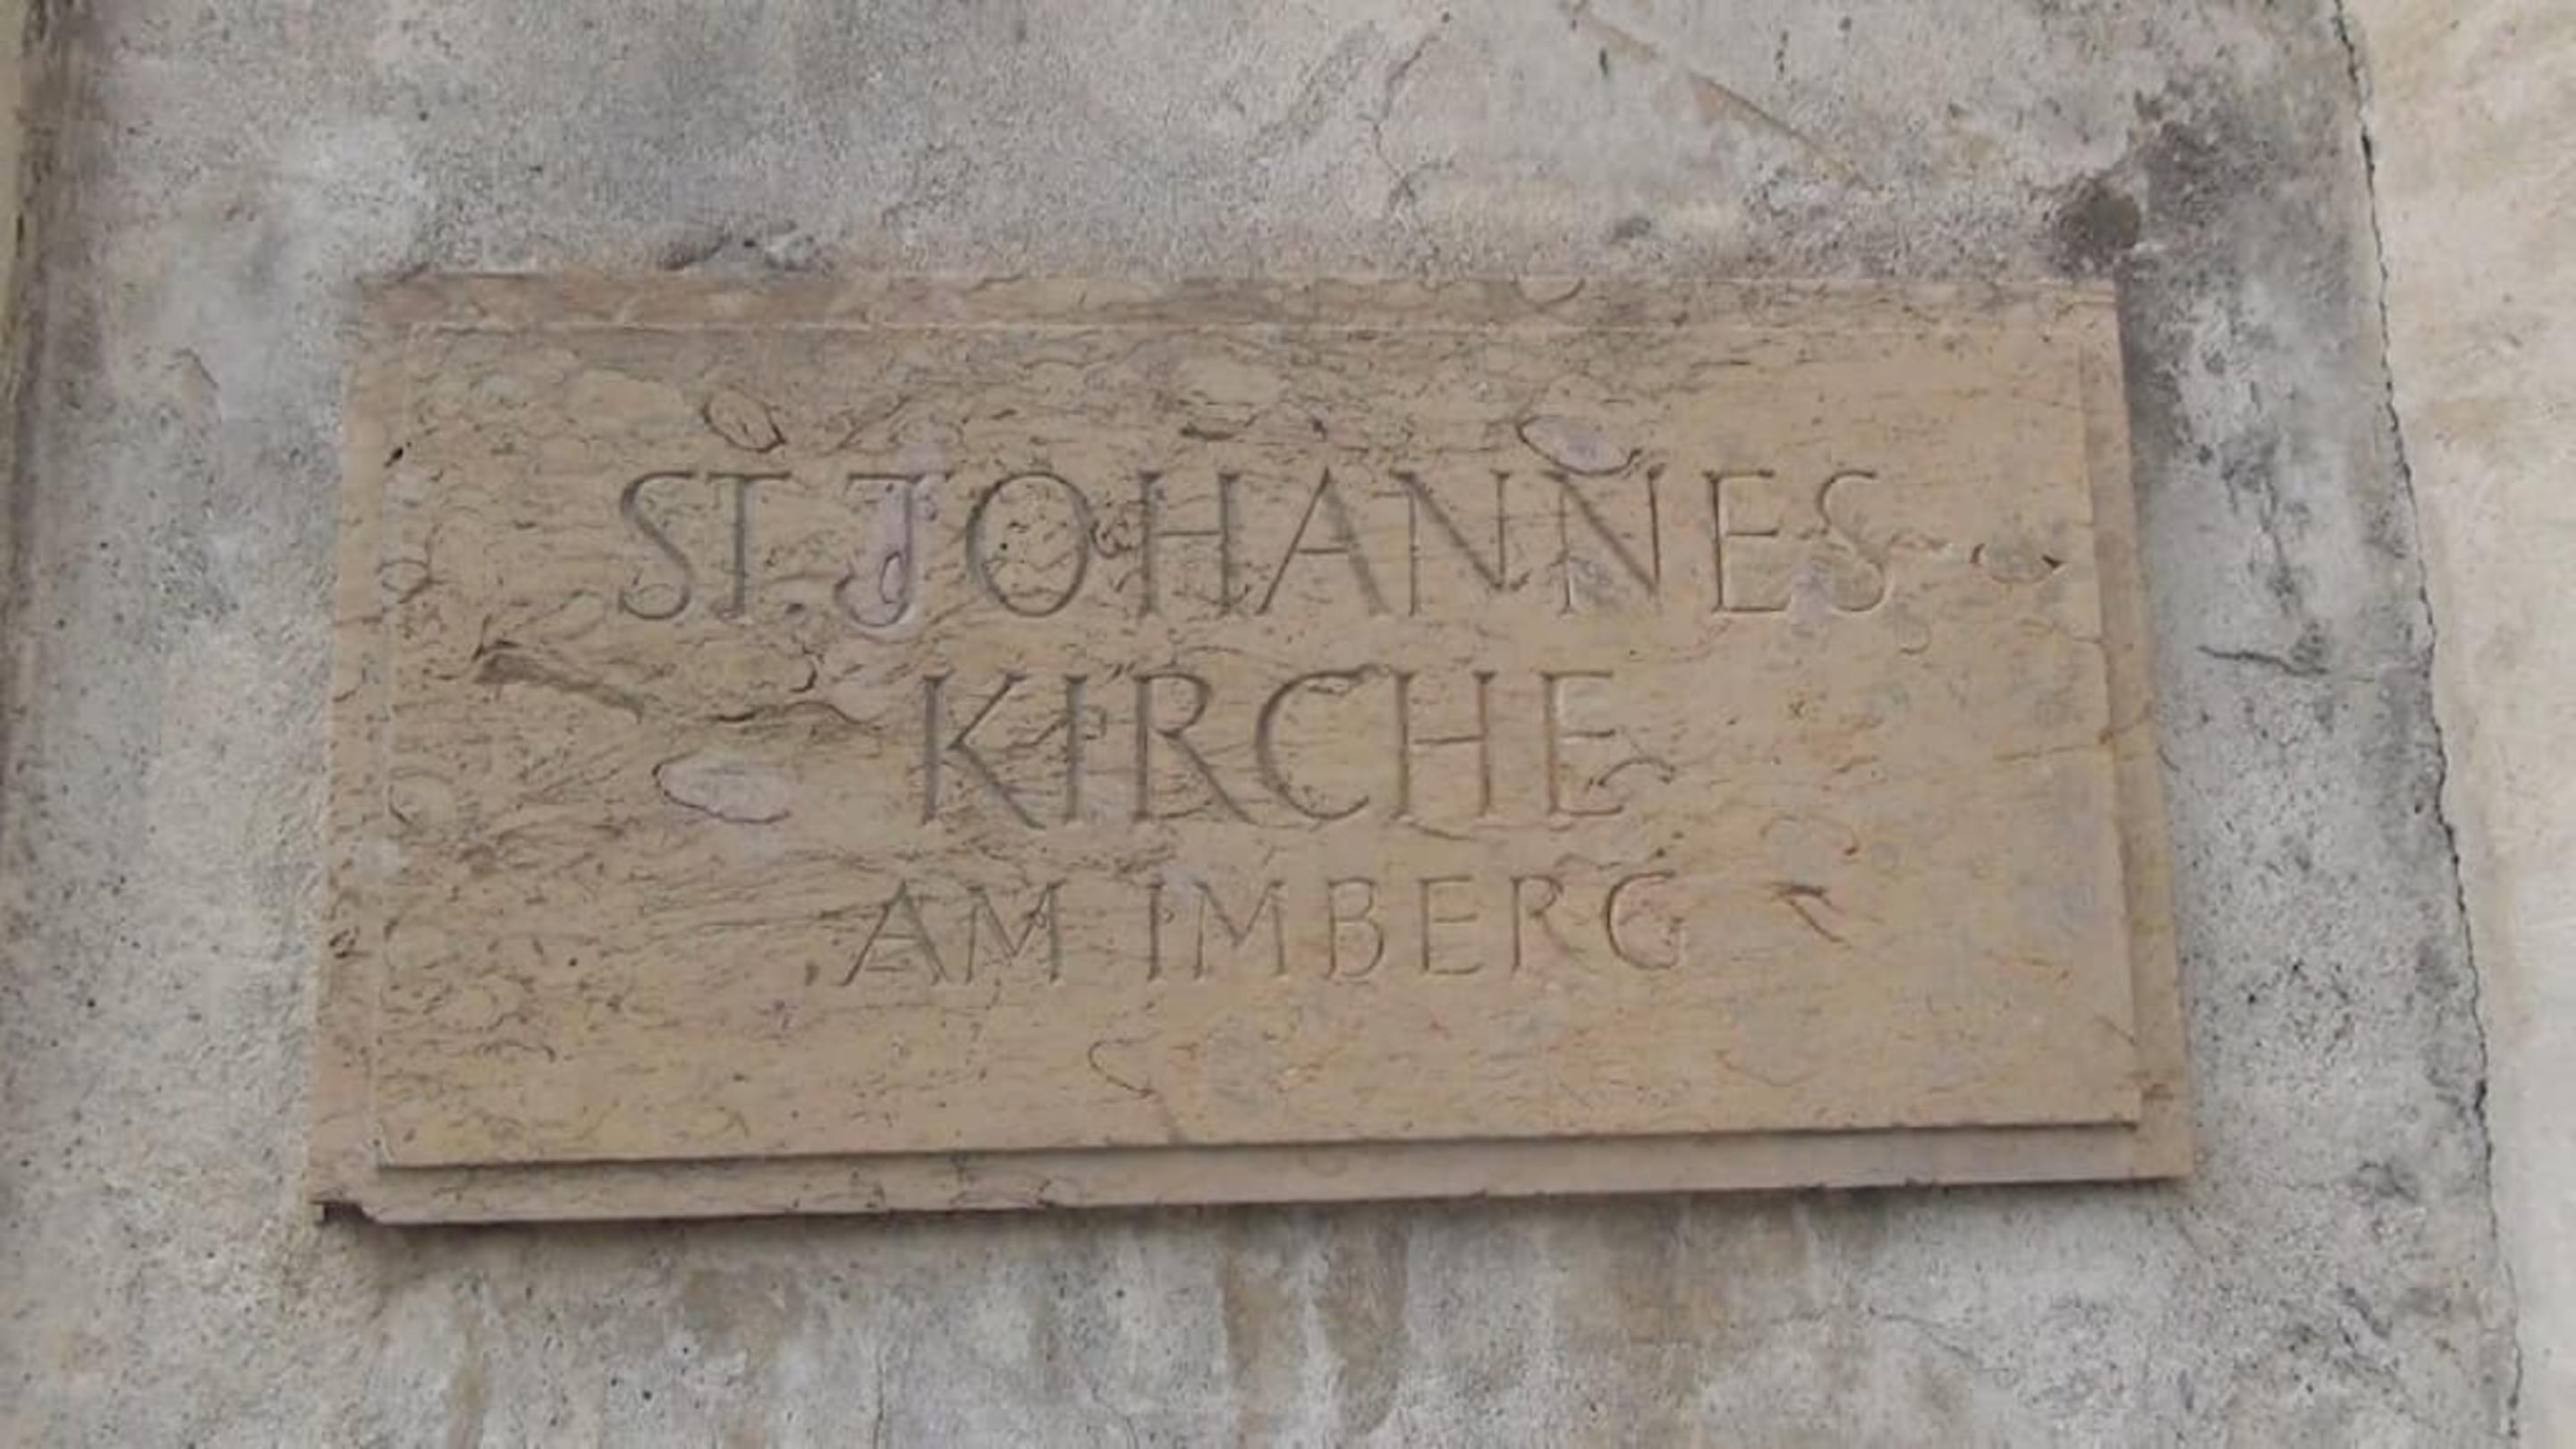 ST. JOHANNES
KIRCHE
AM IMBERG